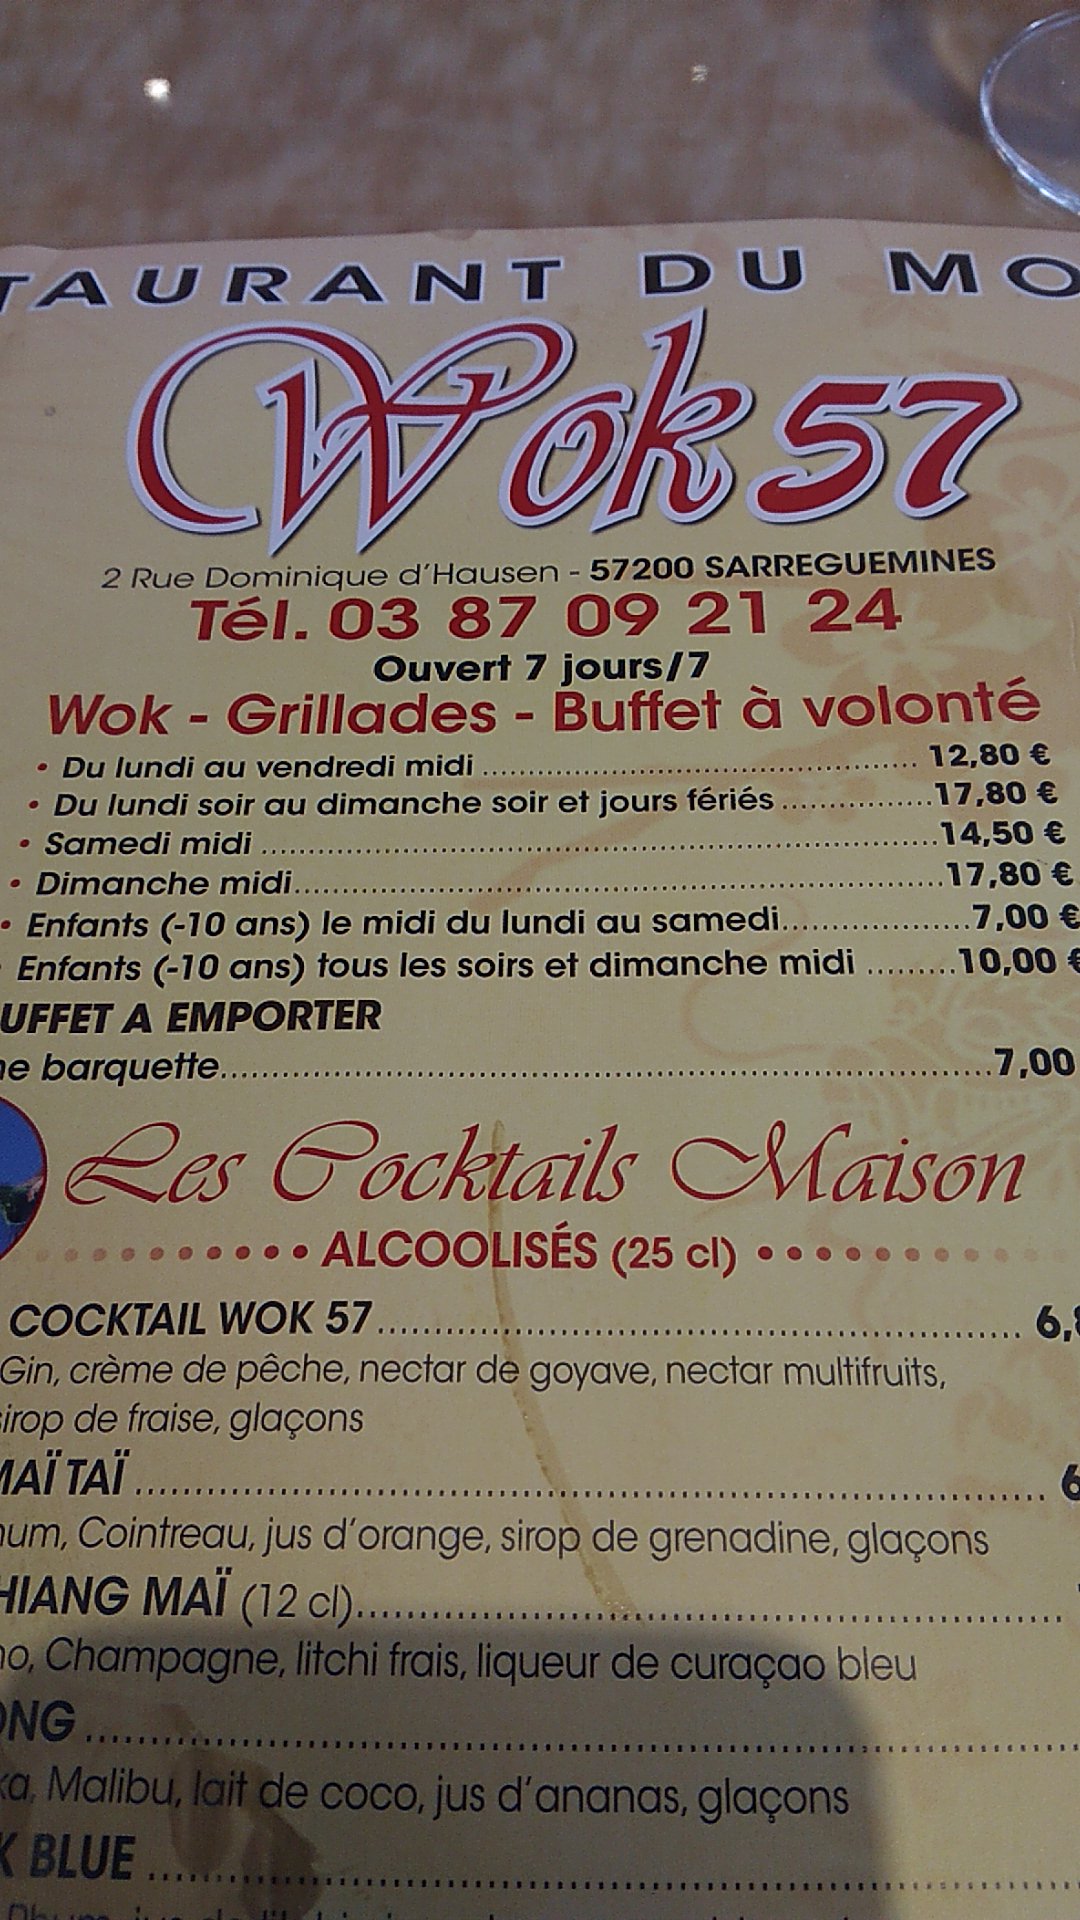 TAURANT DU MO
Wok 57
2 Rue Dominique d'Hausen - 57200 SARREGUEMINES
Tél. 03 87 09 21 24
Ouvert 7 jours/7
Wok - Grillades - Buffet à volonté
• Du lundi au vendredi midi ........ 12,80 €
• Du lundi soir au dimanche soir et jours fériés ........ 17,80 €
• Samedi midi ........ 14,50 €
• Dimanche midi ........ 17,80 €
• Enfants (-10 ans) le midi du lundi au samedi ........ 7,00 €
Enfants (-10 ans) tous les soirs et dimanche midi ........ 10,00 €
UFFET A EMPORTER
ne barquette ........ 7,00
Les Cocktails Maison
ALCOOLISÉS (25 cl)
COCKTAIL WOK 57 ........ 6,8
Gin, crème de pêche, nectar de goyave, nectar multifruits,
sirop de fraise, glaçons
MAÏ TAÏ ........ 6
hum, Cointreau, jus d'orange, sirop de grenadine, glaçons
HIANG MAÏ (12 cl) ........
no, Champagne, litchi frais, liqueur de curaçao bleu
ONG ........
ka, Malibu, lait de coco, jus d'ananas, glaçons
K BLUE ........